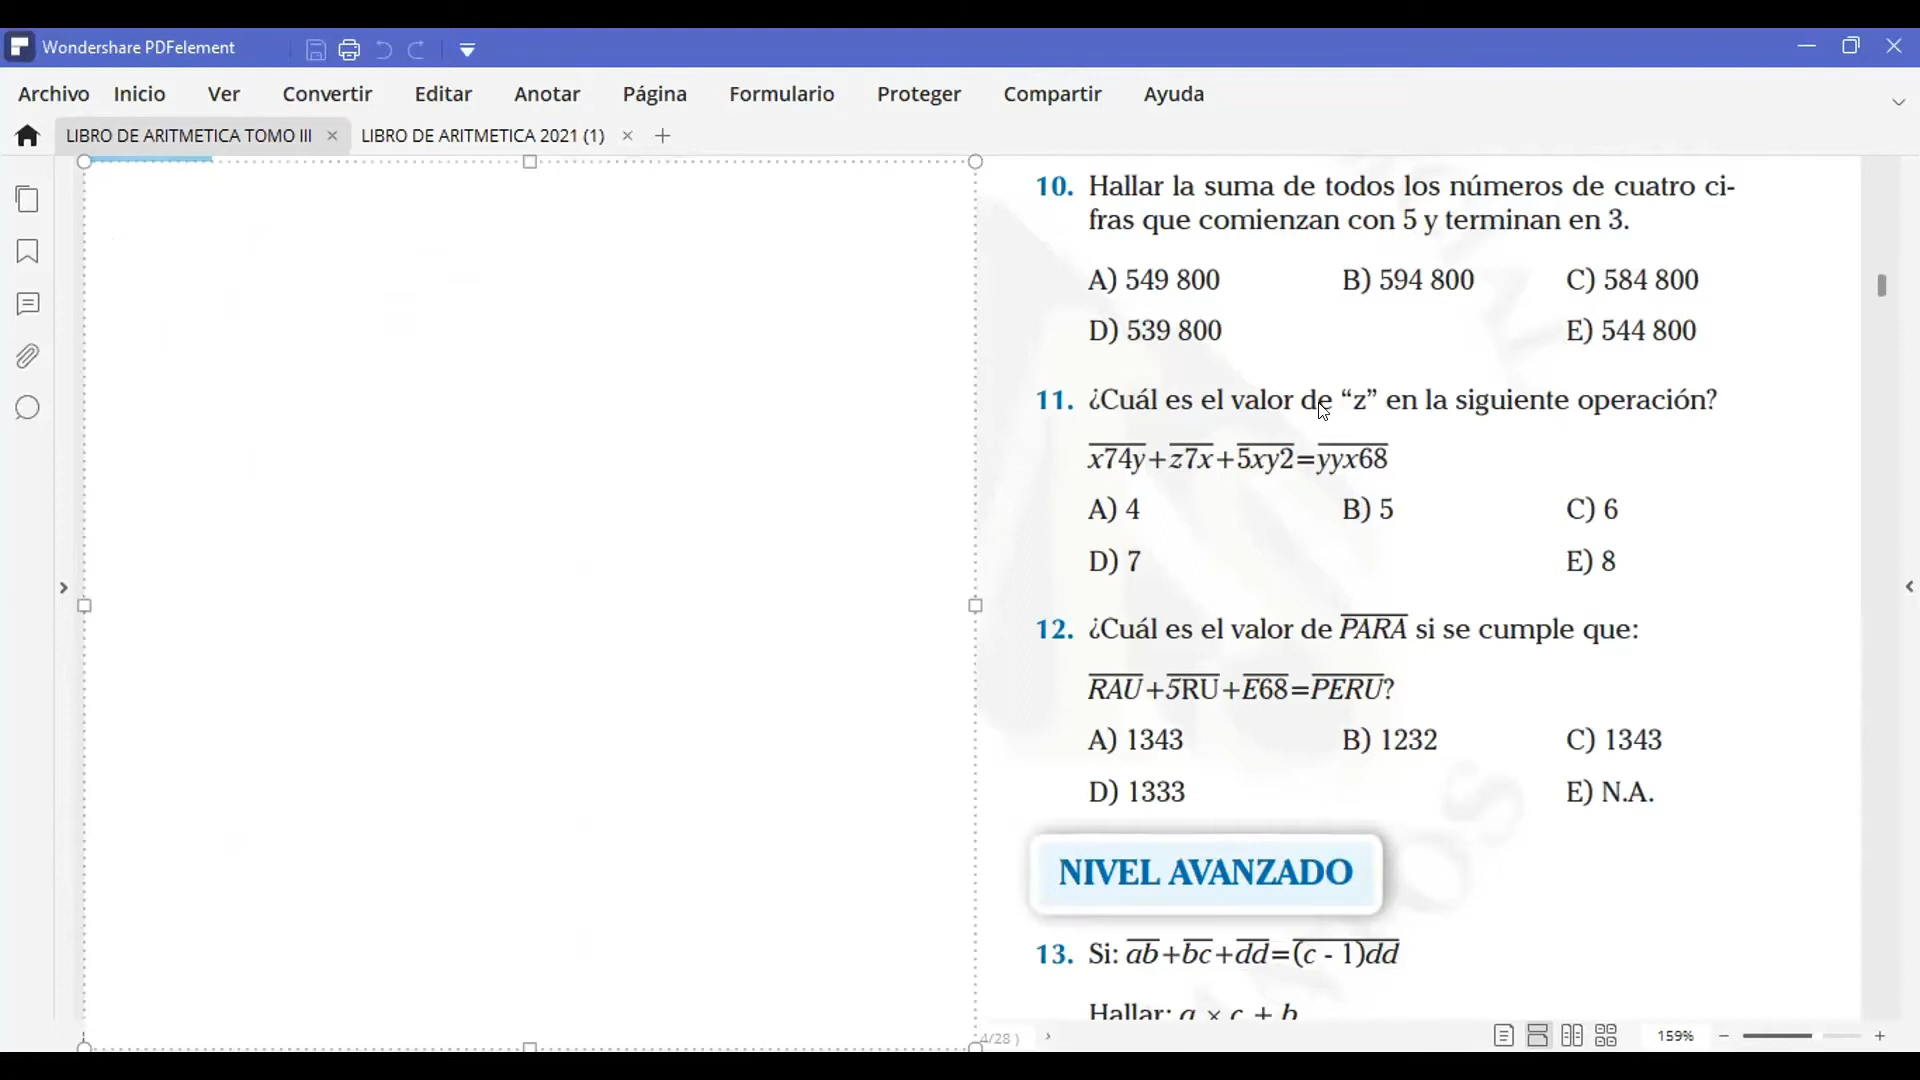 Wondershare PDFelement
Archivo Inicio Ver Convertir Editar Anotar Página Formulario Proteger Compartir Ayuda
LIBRO DE ARITMETICA TOMO III LIBRO DE ARITMETICA 2021 (1)
10. Hallar la suma de todos los números de cuatro ci-
fras que comienzan con 5 y terminan en 3.
A) 549 800 B) 594 800 C) 584 800
D) 539 800 E) 544 800
11. ¿Cuál es el valor de “z” en la siguiente operación?
x74y+z7x+5xy2=yyx68
A) 4 B) 5 C) 6
D) 7 E) 8
12. ¿Cuál es el valor de PARA si se cumple que:
RAU+5RU+E68=PERU?
A) 1343 B) 1232 C) 1343
D) 1333 E) N.A.
NIVEL AVANZADO
13. Si: ab+bc+dd=(c - 1)dd
Hallar: a × c + b
4/28 )
159%